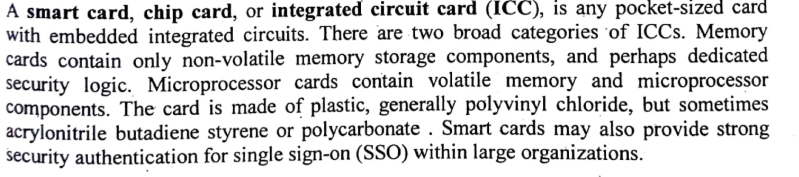 A smart card, chip card, or integrated circuit card (ICC), is any pocket-sized card
with embedded integrated circuits. There are two broad categories of ICCs. Memory
cards contain only non-volatile memory storage components, and perhaps dedicated
security logic. Microprocessor cards contain volatile memory and microprocessor
components. The card is made of plastic, generally polyvinyl chloride, but sometimes
acrylonitrile butadiene styrene or polycarbonate . Smart cards may also provide strong
security authentication for single sign-on (SSO) within large organizations.